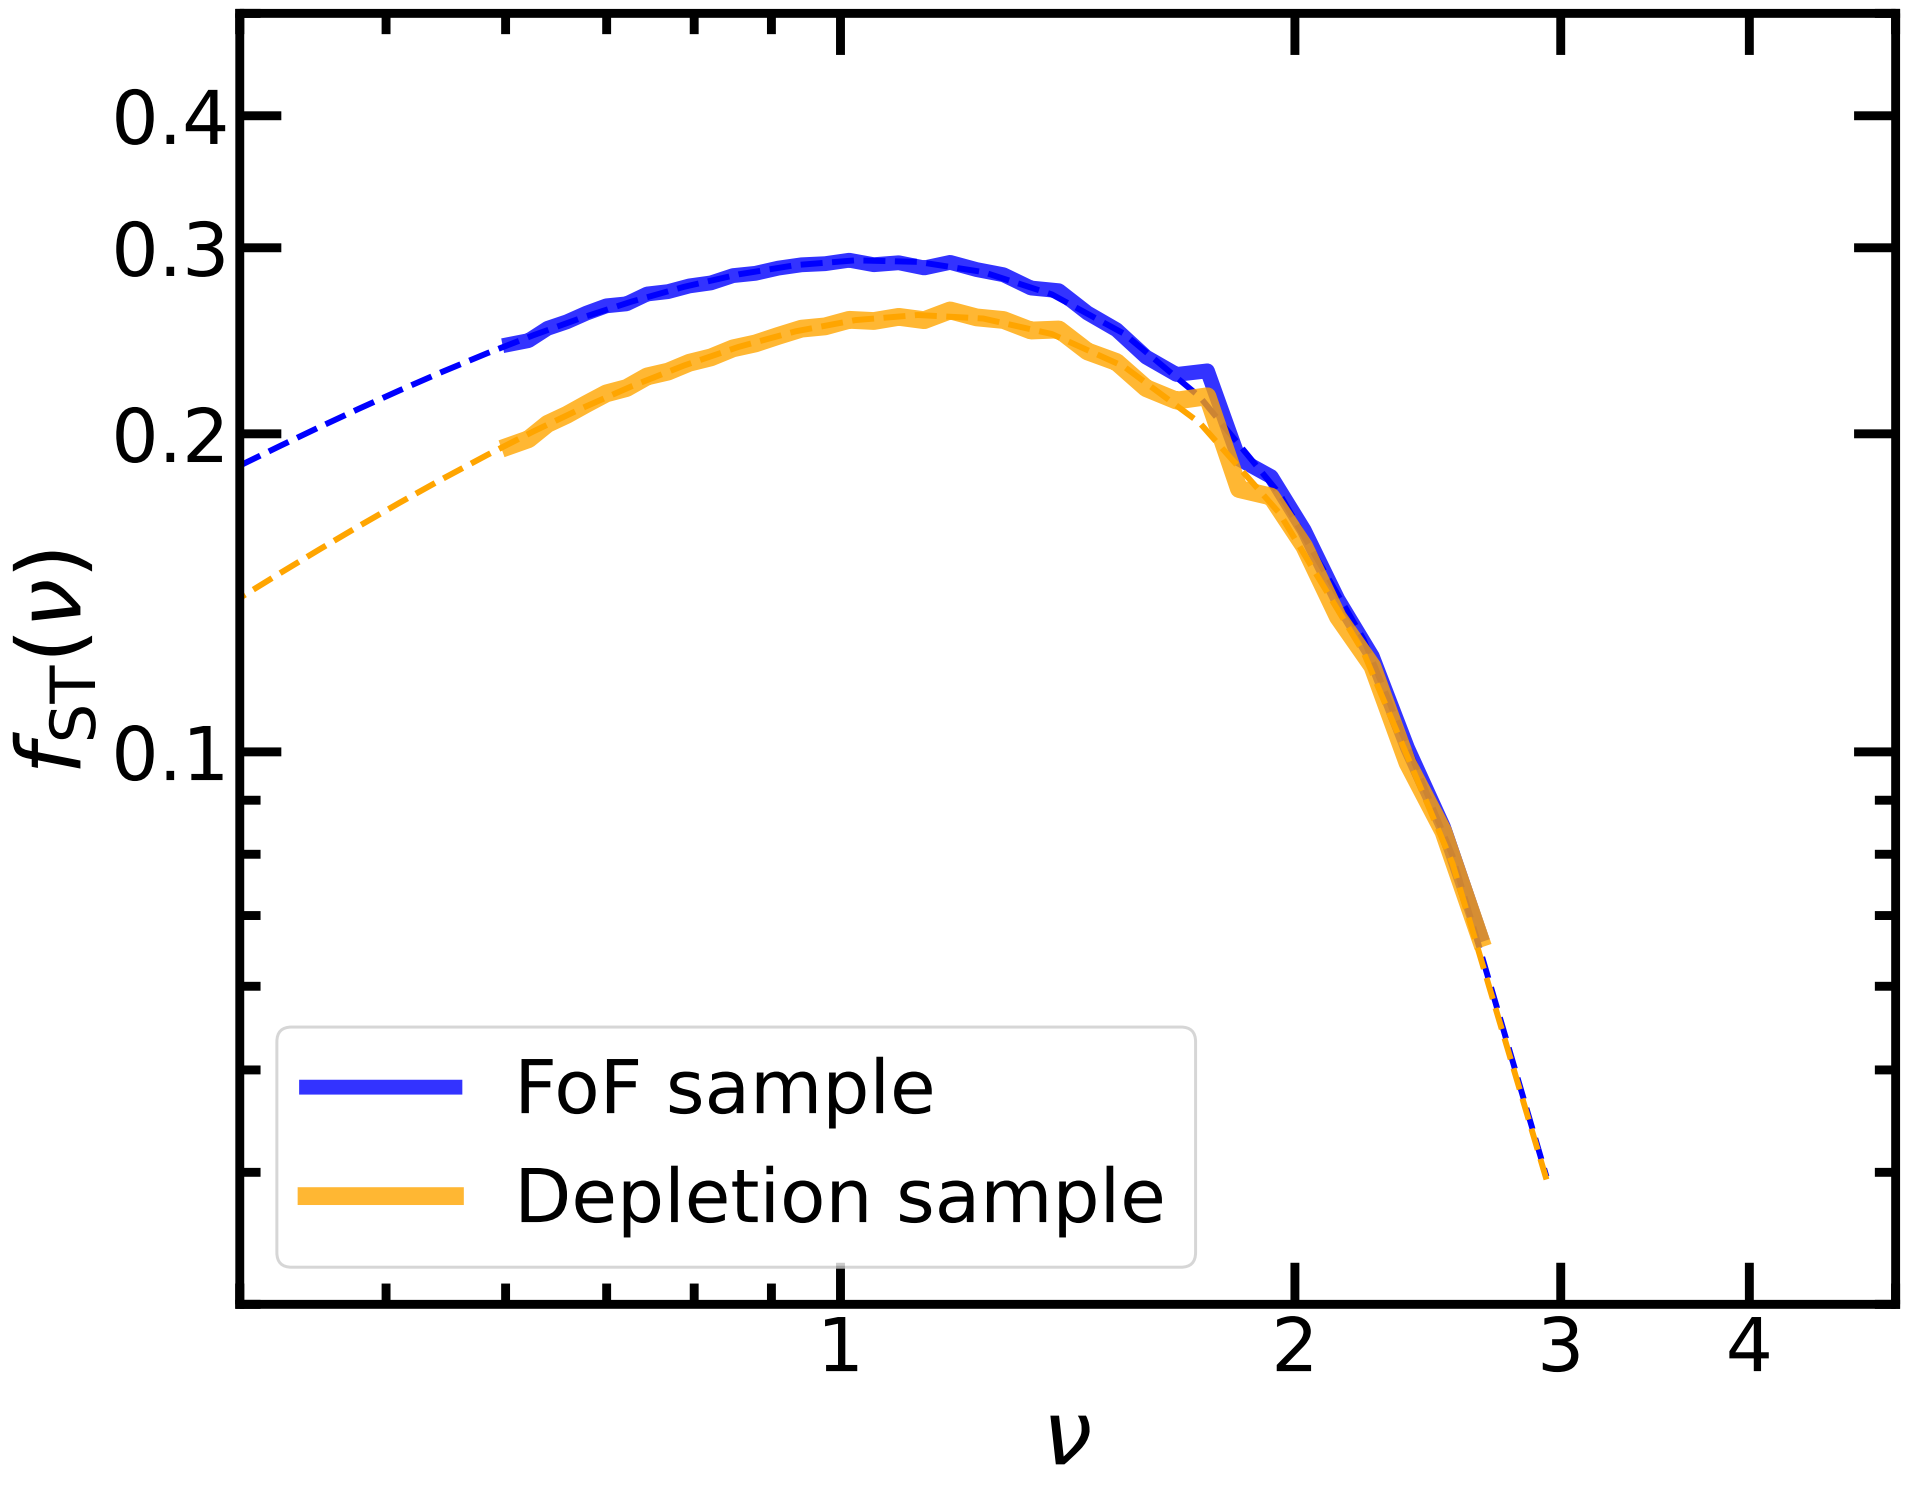 0.4
0.3
0.2
0.1
f_ST(ν)
FoF sample
Depletion sample
1 2 3 4
ν